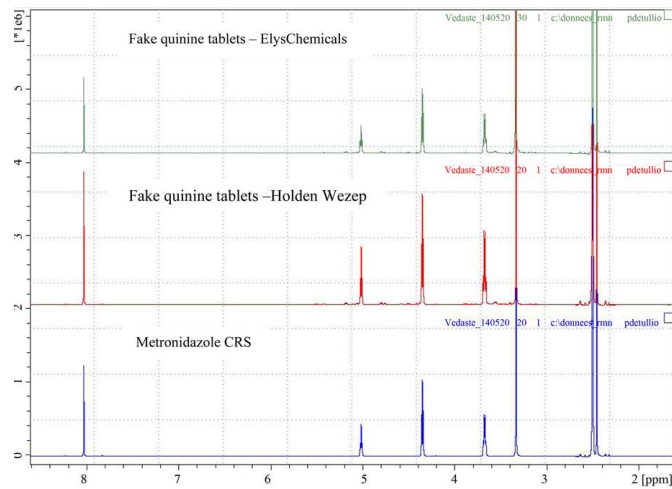 Vedaste_140520 30 1 c:\donnees_rmn pdetullio
[*1e6]
Fake quinine tablets – ElysChemicals
5
4
Vedaste_140520 20 1 c:\donnees_rmn pdetullio
Fake quinine tablets –Holden Wezep
3
2
Vedaste_140520 20 1 c:\donnees_rmn pdetullio
Metronidazole CRS
1
0
8 7 6 5 4 3 2 1 [ppm]